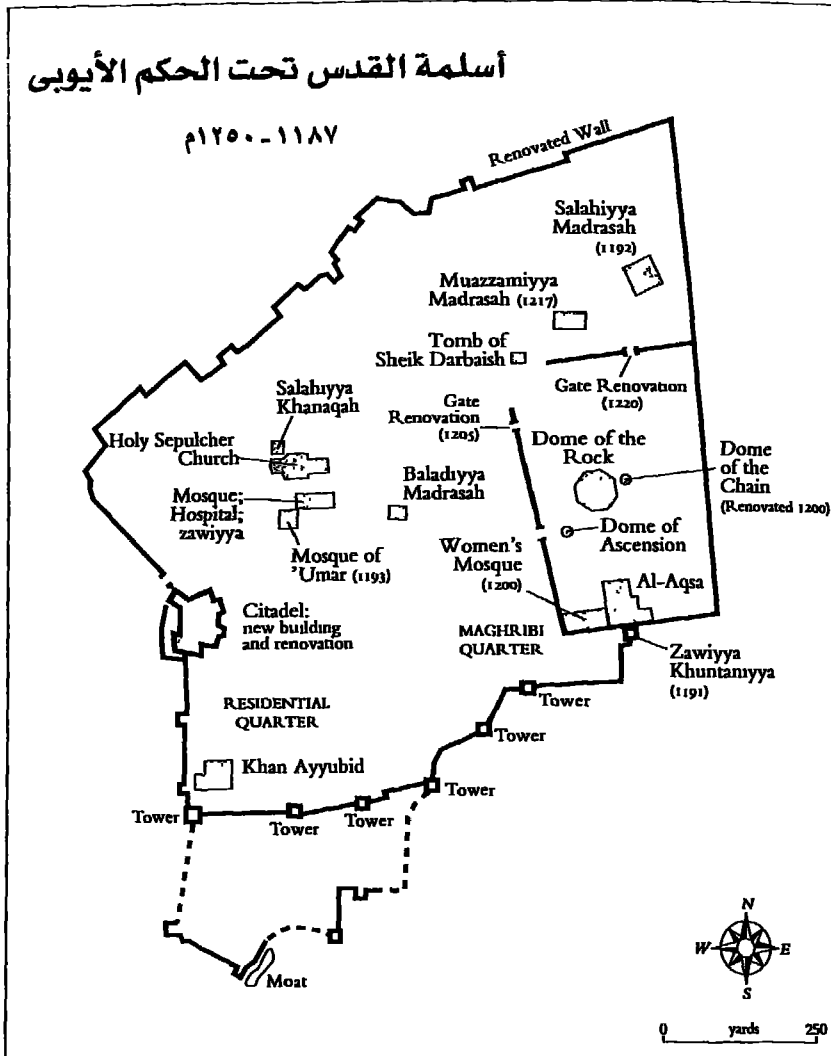 أسلمة القدس تحت الحكم الأيوبى
١١٨٧-١٢٥٠م
Renovated Wall
Salahiyya
Madrasah
(1192)
Muazzamiyya
Madrasah (1217)
Tomb of
Sheik Darbaish
Gate Renovation
(1220)
Gate
Renovation
(1205)
Salahiyya
Khanaqah
Holy Sepulcher
Church
Mosque;
Hospital;
zawiyya
Mosque of
'Umar (1193)
Baladiyya
Madrasah
Dome of the
Rock
Dome
of the
Chain
(Renovated 1200)
Dome of
Ascension
Women's
Mosque
(1200)
Al-Aqsa
Citadel:
new building
and renovation
MAGHRIBI
QUARTER
Zawiyya
Khuntaniyya
(1191)
RESIDENTIAL
QUARTER
Tower
Tower
Khan Ayyubid
Tower
Tower
Tower
Tower
Moat
N
W
E
S
0 yards 250